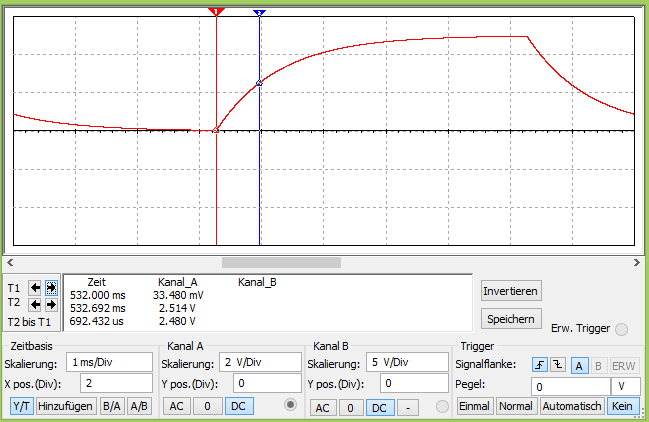 1
2
Zeit Kanal_A Kanal_B
T1 532.000 ms 33.480 mV
T2 532.692 ms 2.514 V
T2 bis T1 692.432 us 2.480 V
Invertieren
Speichern
Erw. Trigger
Zeitbasis
Skalierung: 1 ms/Div
X pos.(Div): 2
Y/T Hinzufügen B/A A/B
Kanal A
Skalierung: 2 V/Div
Y pos.(Div): 0
AC 0 DC
Kanal B
Skalierung: 5 V/Div
Y pos.(Div): 0
AC 0 DC -
Trigger
Signalflanke: A B ERW
Pegel: 0 V
Einmal Normal Automatisch Kein